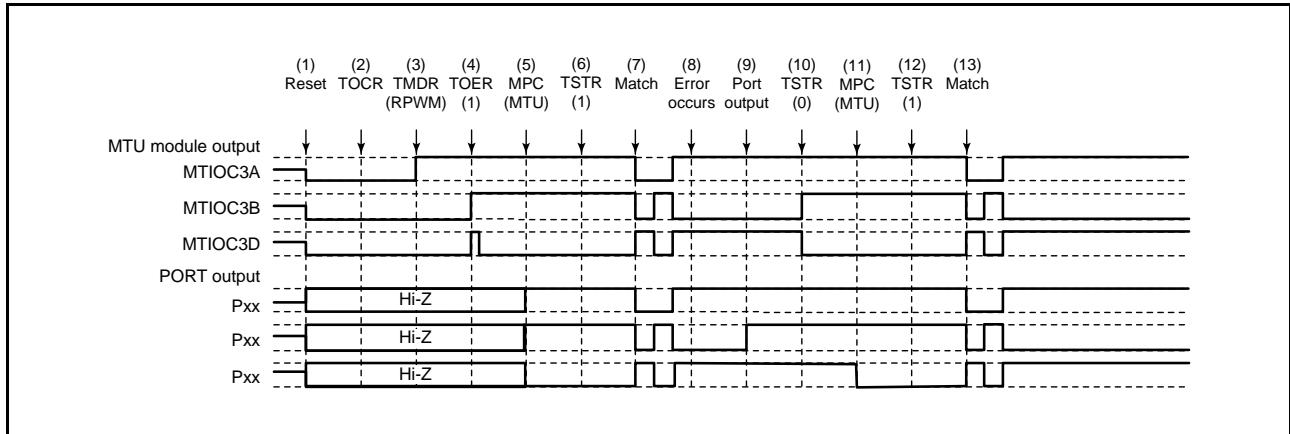 (1) (2) (3) (4) (5) (6) (7) (8) (9) (10) (11) (12) (13)
Reset TOCR TMDR TOER MPC TSTR Match Error Port TSTR MPC TSTR Match
(RPWM) (1) (MTU) (1) occurs output (0) (MTU) (1)
MTU module output
MTIOC3A
MTIOC3B
MTIOC3D
PORT output
Pxx Hi-Z
Pxx Hi-Z
Pxx Hi-Z